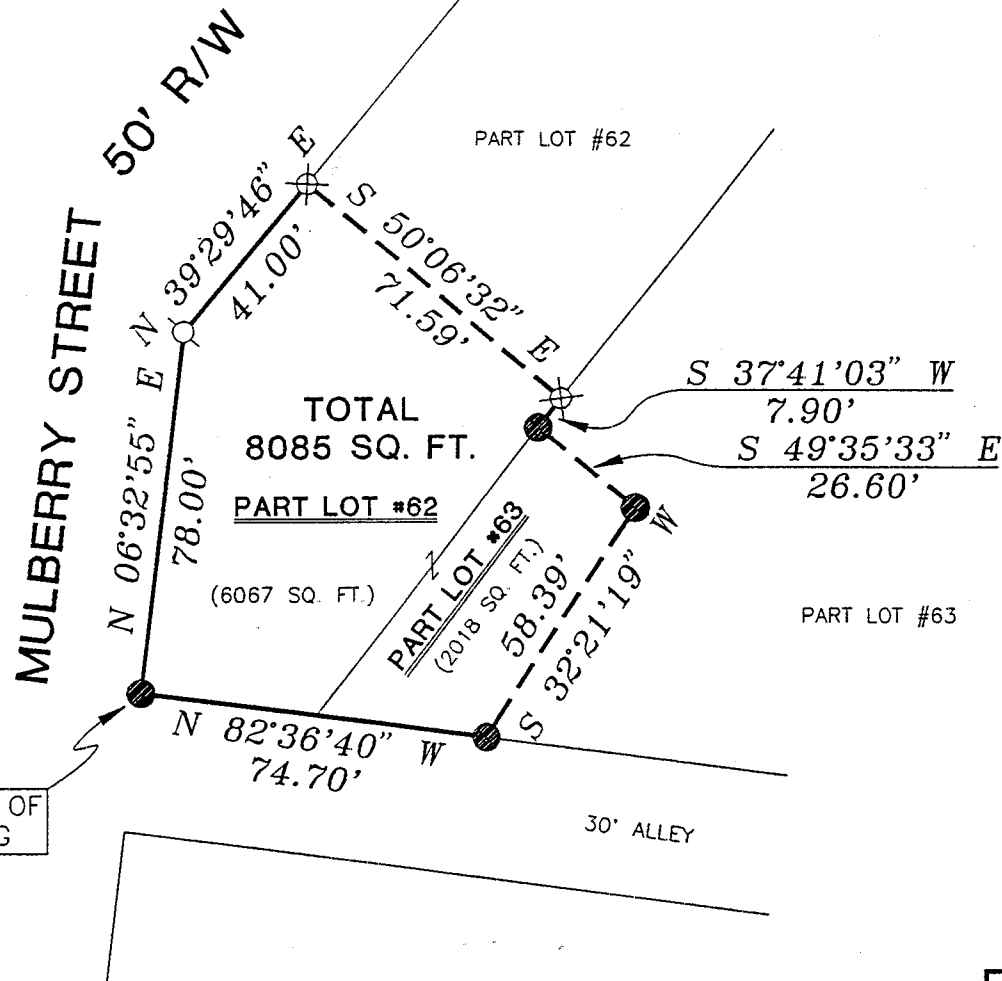 50' R/W
MULBERRY STREET
PART LOT #62
N 39°29'46" E
41.00'
S 50°06'32" E
71.59'
S 37°41'03" W
7.90'
S 49°35'33" E
26.60'
N 06°32'55" E
78.00'
TOTAL
8085 SQ. FT.
PART LOT #62
(6067 SQ. FT.)
Z
PART LOT #63
(2018 SQ. FT.)
58.39'
S 32°21'19" W
PART LOT #63
N 82°36'40" W
74.70'
OF
G
30' ALLEY